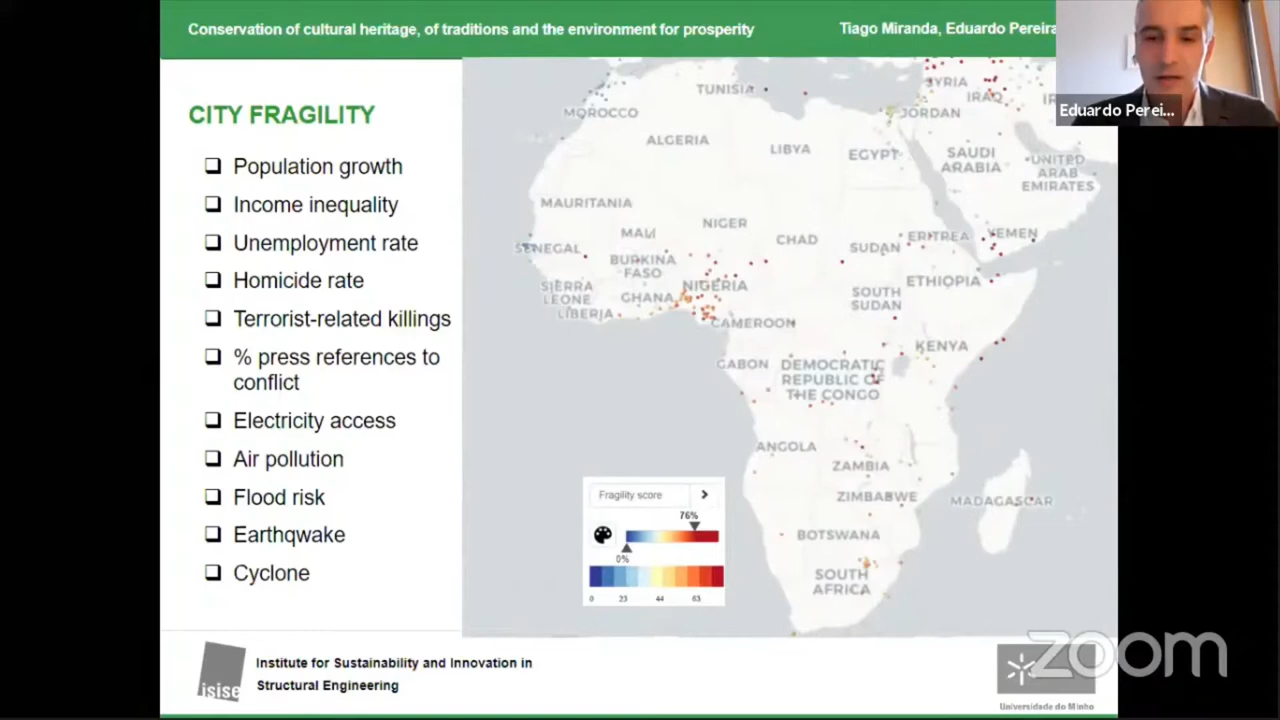 Conservation of cultural heritage, of traditions and the environment for prosperity
Tiago Miranda, Eduardo Pereira
Eduardo Perei...
CITY FRAGILITY
Population growth
Income inequality
Unemployment rate
Homicide rate
Terrorist-related killings
% press references to
conflict
Electricity access
Air pollution
Flood risk
Earthqwake
Cyclone
TUNISIA
SYRIA
IRAQ
MOROCCO
JORDAN
ALGERIA
LIBYA
EGYPT
SAUDI
ARABIA
UNITED
ARAB
EMIRATES
MAURITANIA
MALI
NIGER
CHAD
SUDAN
ERITREA
YEMEN
SENEGAL
BURKINA
FASO
NIGERIA
ETHIOPIA
SIERRA
LEONE
GHANA
SOUTH
SUDAN
LIBERIA
CAMEROON
KENYA
GABON
DEMOCRATIC
REPUBLIC OF
THE CONGO
ANGOLA
ZAMBIA
ZIMBABWE
MADAGASCAR
BOTSWANA
SOUTH
AFRICA
Fragility score
76%
0%
0 23 44 63
isise
Institute for Sustainability and Innovation in
Structural Engineering
zoom
Universidade do Minho